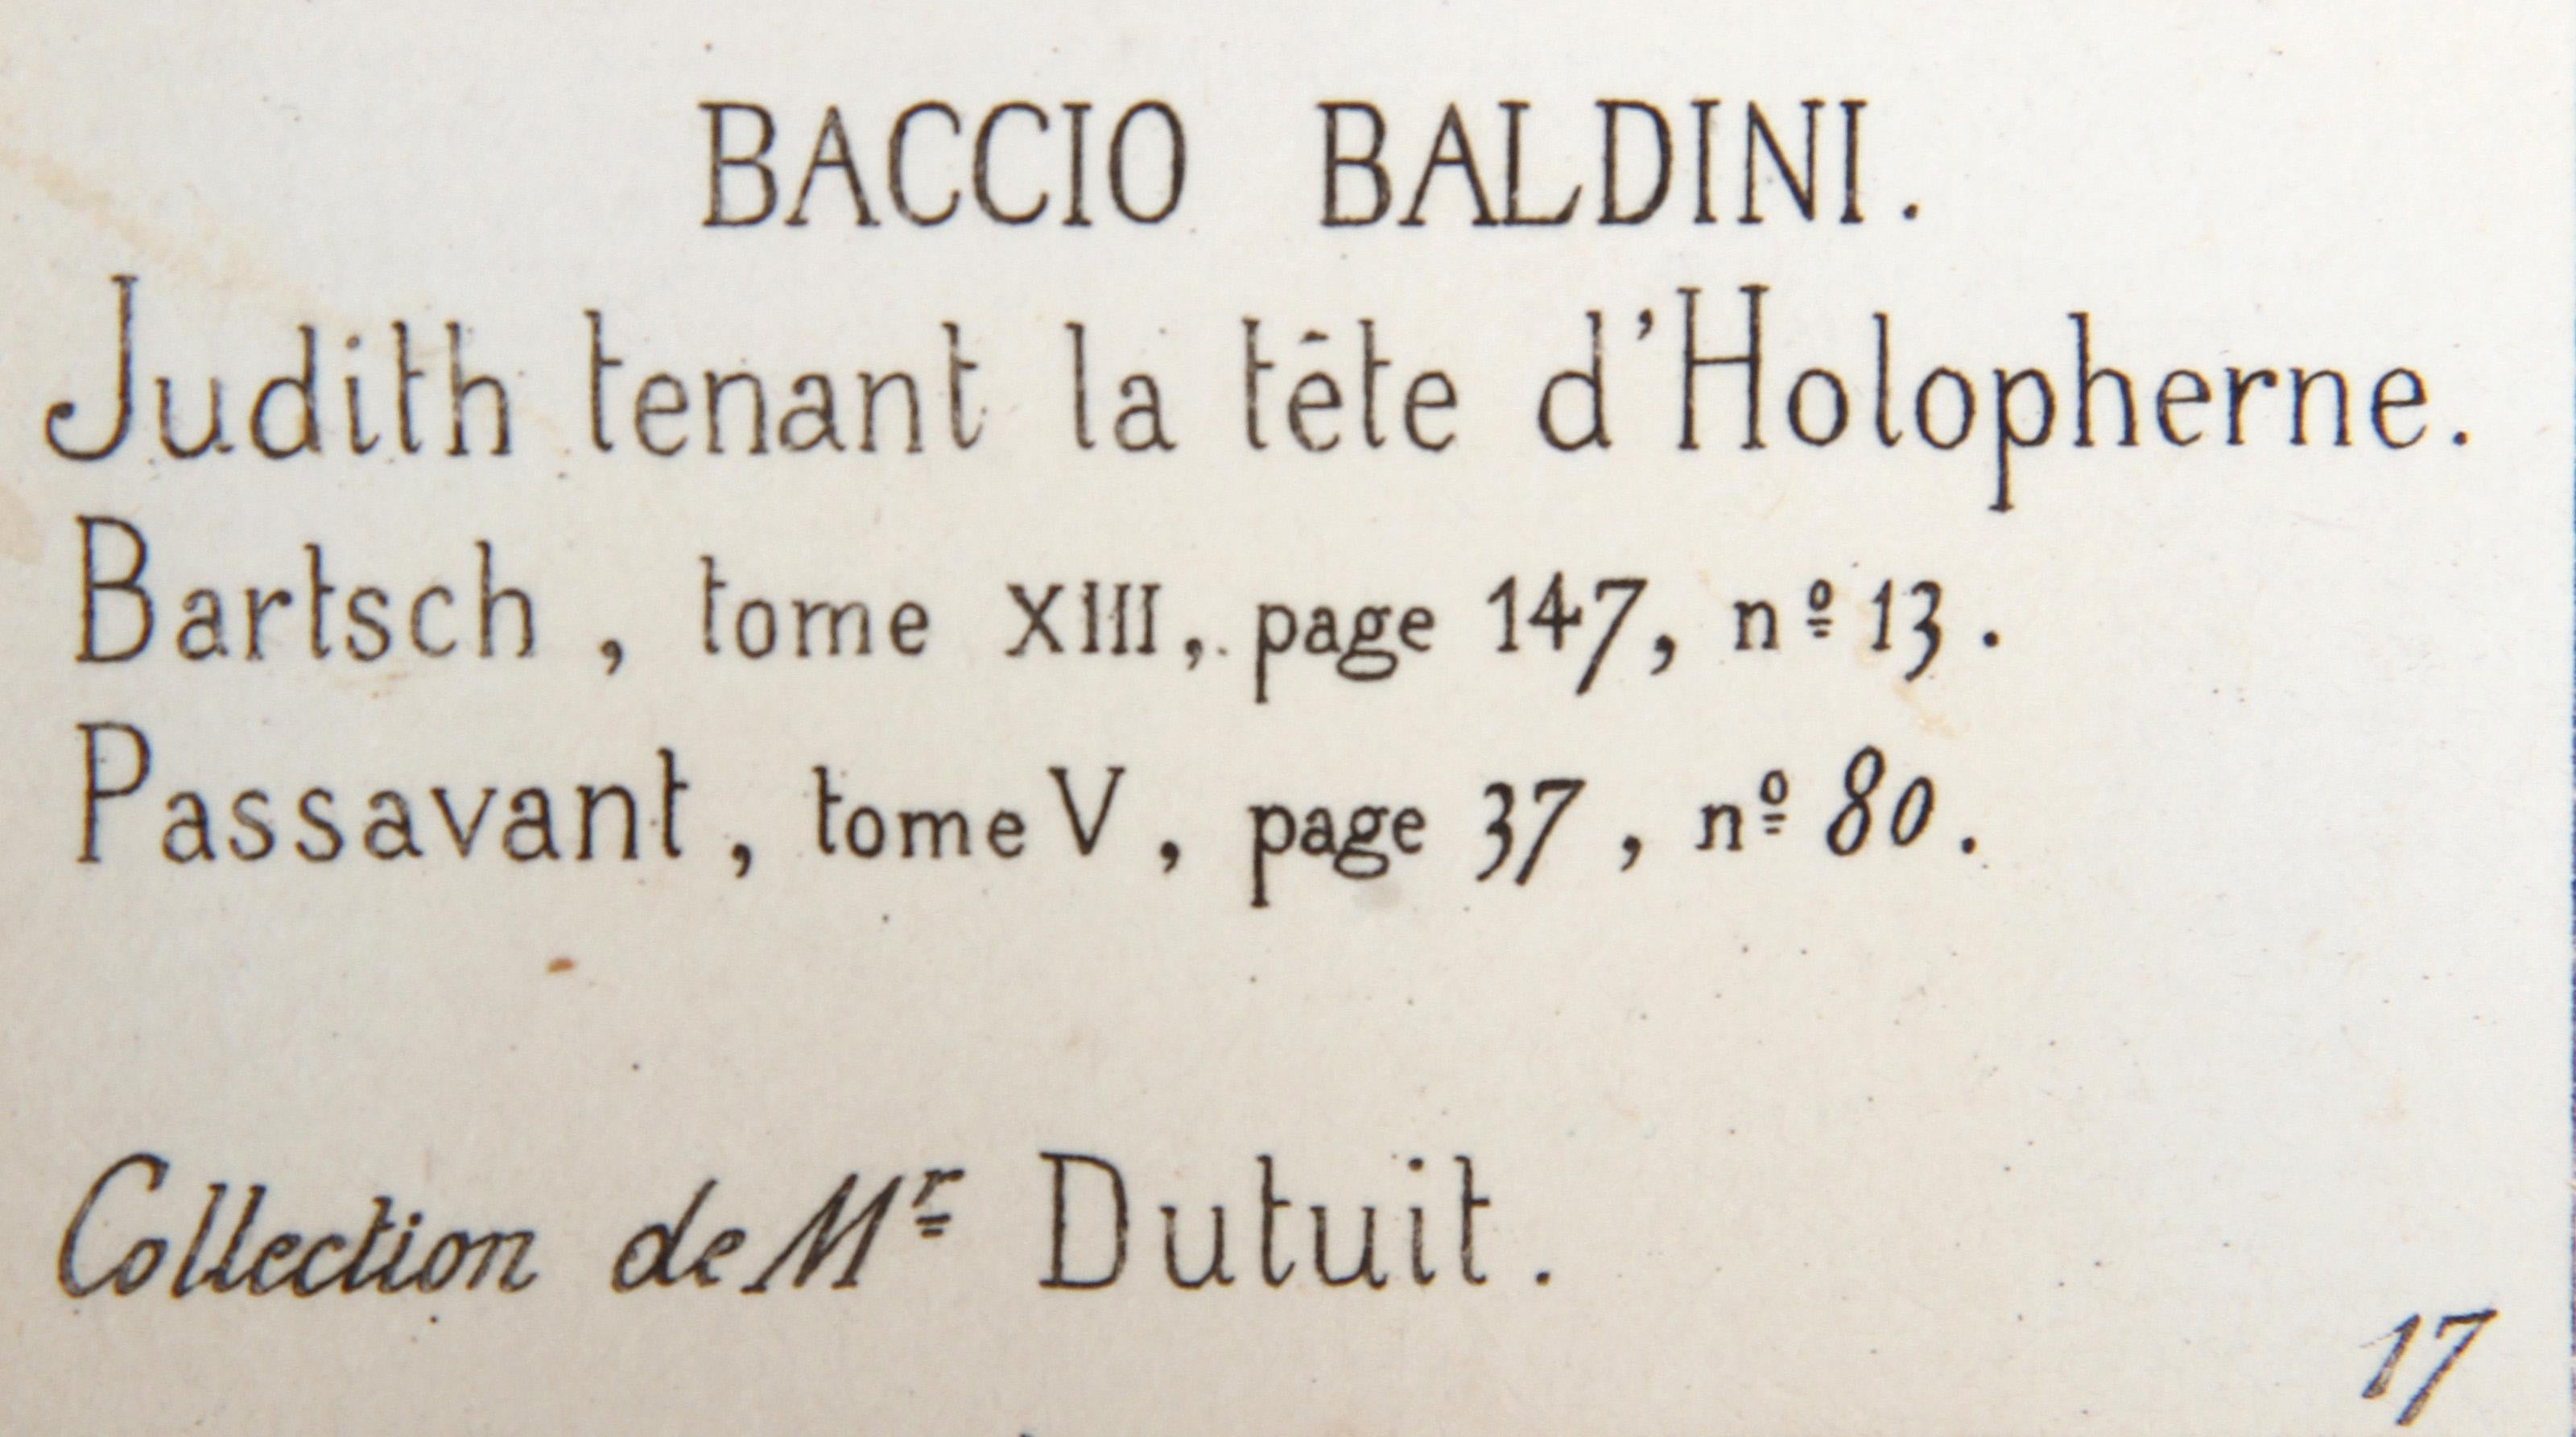 BACCIO BALDINI.
Judith tenant la tête d'Holopherne.
Bartsch, tome XIII, page 147, nº 13.
Passavant, tome V, page 37, nº 80.
Collection de Mr Dutuit.
17